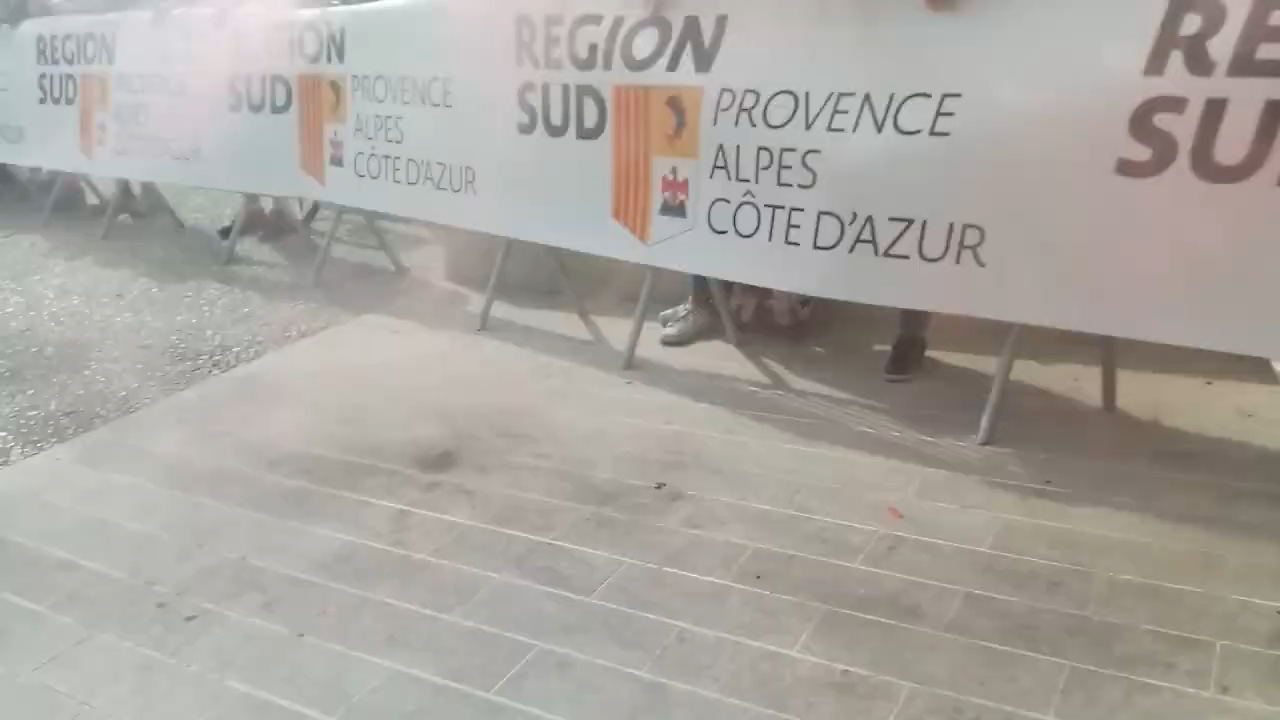 REGION
SUD
REGION
SUD
PROVENCE
ALPES
CÔTE D'AZUR
REGION
SUD
PROVENCE
ALPES
CÔTE D'AZUR